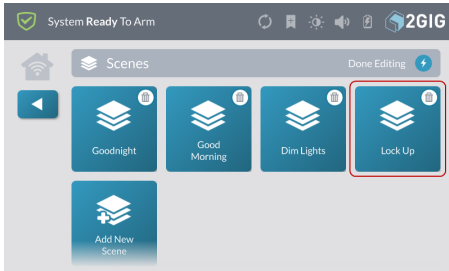 System Ready To Arm
2GIG
Scenes
Done Editing
Goodnight
Good
Morning
Dim Lights
Lock Up
Add New
Scene